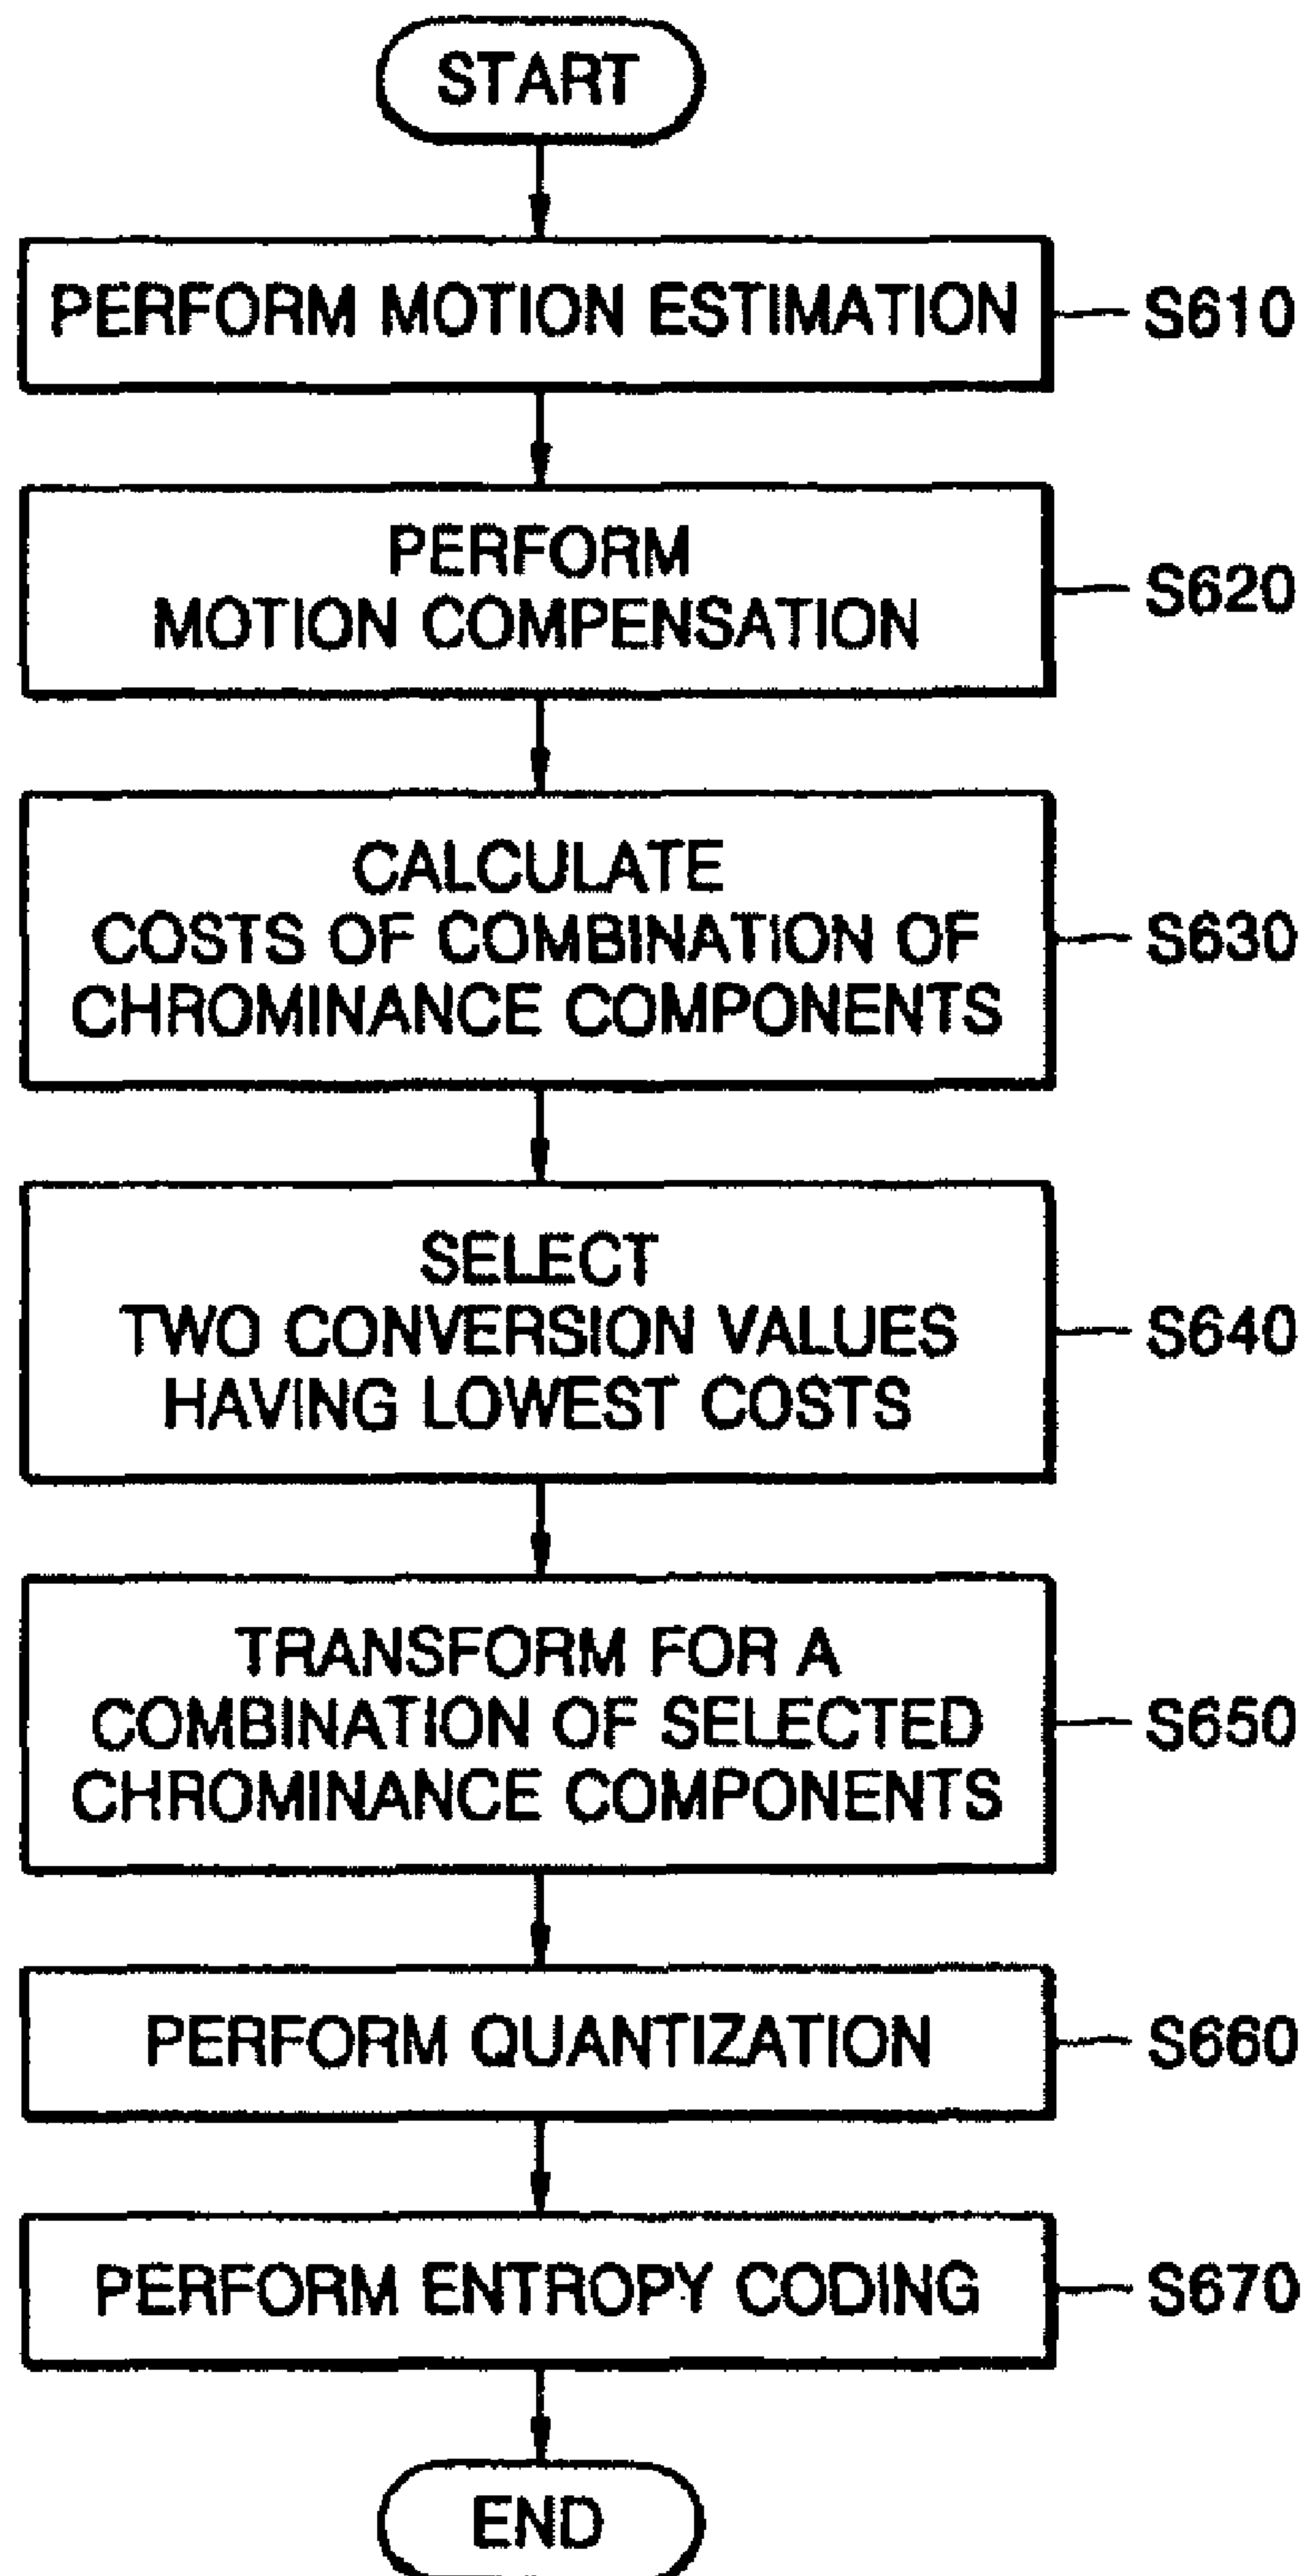 START
PERFORM MOTION ESTIMATION
S610
PERFORM
MOTION COMPENSATION
S620
CALCULATE
COSTS OF COMBINATION OF
CHROMINANCE COMPONENTS
S630
SELECT
TWO CONVERSION VALUES
HAVING LOWEST COSTS
S640
TRANSFORM FOR A
COMBINATION OF SELECTED
CHROMINANCE COMPONENTS
S650
PERFORM QUANTIZATION
S660
PERFORM ENTROPY CODING
S670
END